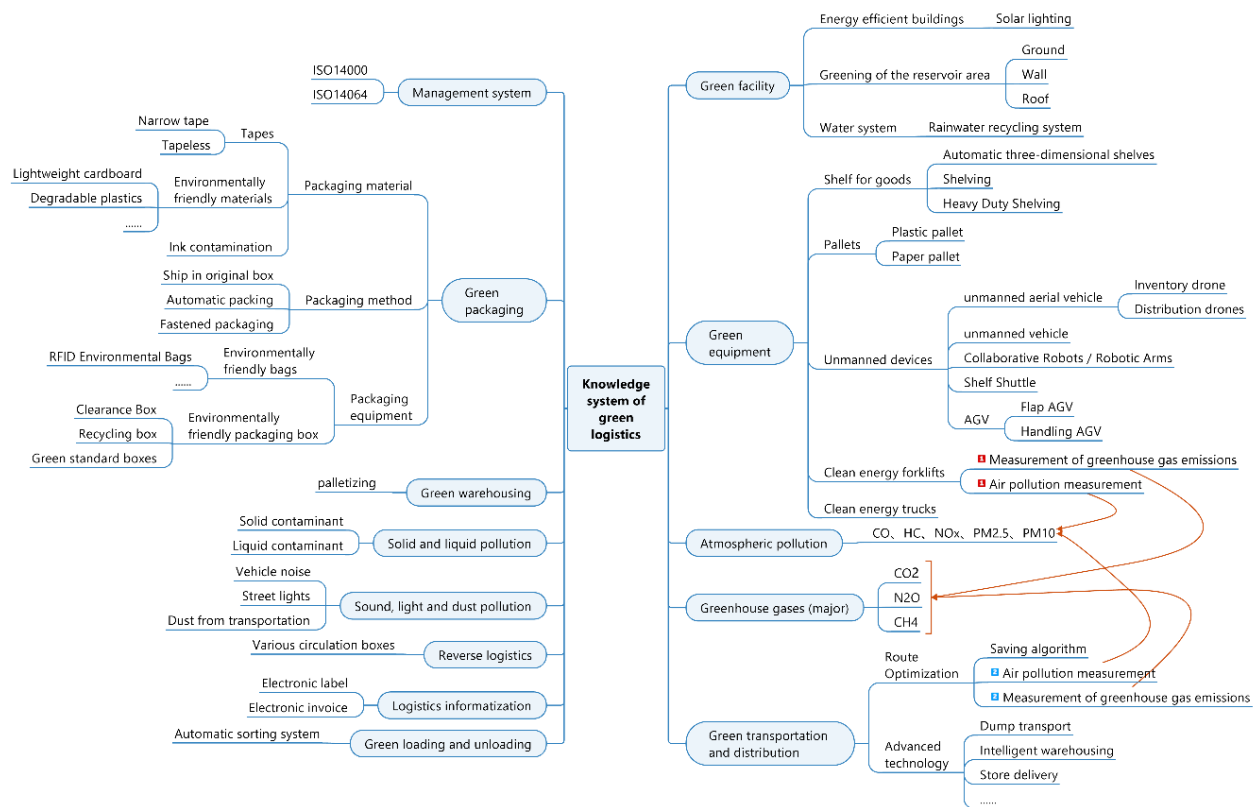 Knowledge
system of
green
logistics
Management system
ISO14000
ISO14064
Green
packaging
Packaging material
Tapes
Narrow tape
Tapeless
Environmentally
friendly materials
Lightweight cardboard
Degradable plastics
......
Ink contamination
Packaging method
Ship in original box
Automatic packing
Fastened packaging
Packaging
equipment
Environmentally
friendly bags
RFID Environmental Bags
......
Environmentally
friendly packaging box
Clearance Box
Recycling box
Green standard boxes
Green warehousing
palletizing
Solid and liquid pollution
Solid contaminant
Liquid contaminant
Sound, light and dust pollution
Vehicle noise
Street lights
Dust from transportation
Reverse logistics
Various circulation boxes
Logistics informatization
Electronic label
Electronic invoice
Green loading and unloading
Automatic sorting system
Green facility
Energy efficient buildings
Solar lighting
Greening of the reservoir area
Ground
Wall
Roof
Water system
Rainwater recycling system
Green
equipment
Shelf for goods
Automatic three-dimensional shelves
Shelving
Heavy Duty Shelving
Pallets
Plastic pallet
Paper pallet
Unmanned devices
unmanned aerial vehicle
Inventory drone
Distribution drones
unmanned vehicle
Collaborative Robots / Robotic Arms
Shelf Shuttle
AGV
Flap AGV
Handling AGV
Clean energy forklifts
1 Measurement of greenhouse gas emissions
1 Air pollution measurement
Clean energy trucks
Atmospheric pollution
CO、HC、NOx、PM2.5、PM10
Greenhouse gases (major)
CO2
N2O
CH4
Green transportation
and distribution
Route
Optimization
Saving algorithm
2 Air pollution measurement
2 Measurement of greenhouse gas emissions
Advanced
technology
Dump transport
Intelligent warehousing
Store delivery
......